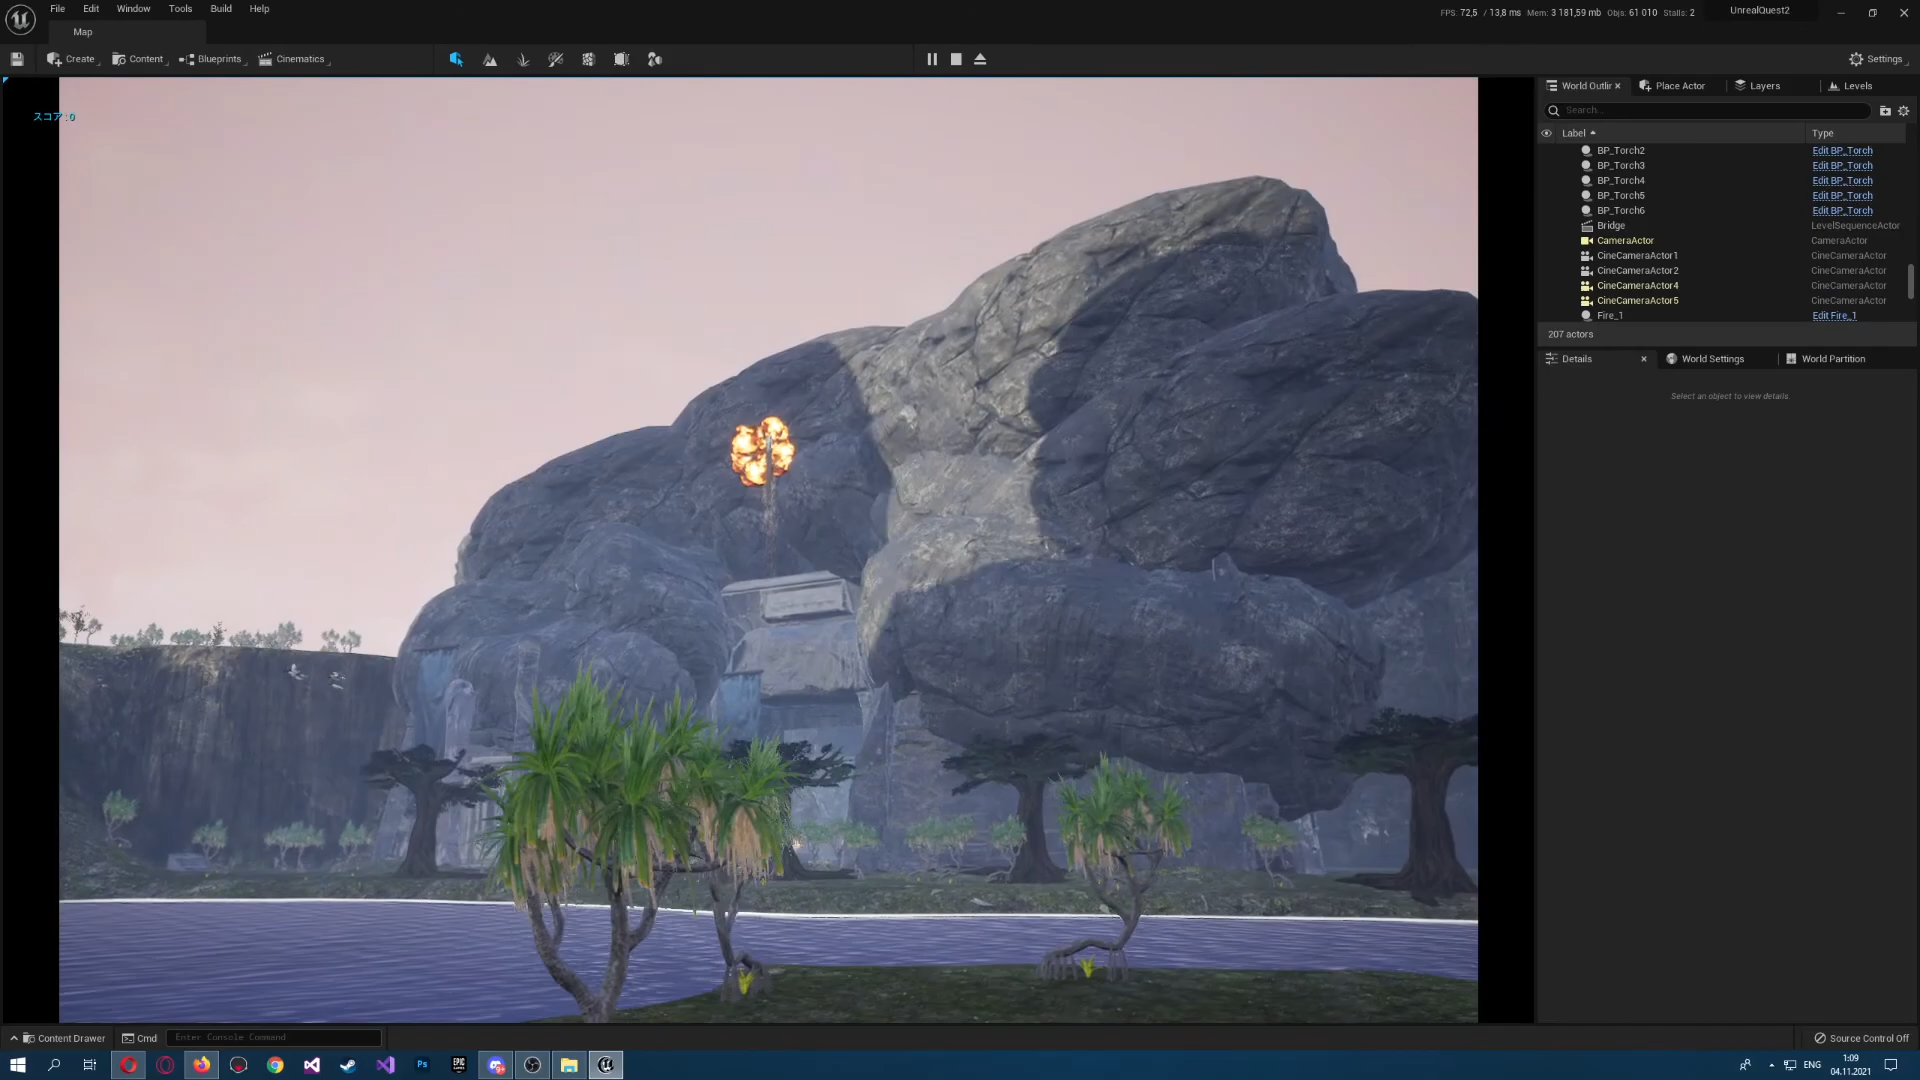 File Edit Window Tools Build Help
FPS: 72,5 / 13,8 ms Mem: 3 181,59 mb Objs: 61 010 Stalls: 2
UnrealQuest2
Map
Create Content Blueprints Cinematics
Settings
スコア : 0
World Outlir Place Actor Layers Levels
Search...
Label Type
BP_Torch2 Edit BP_Torch
BP_Torch3 Edit BP_Torch
BP_Torch4 Edit BP_Torch
BP_Torch5 Edit BP_Torch
BP_Torch6 Edit BP_Torch
Bridge LevelSequenceActor
CameraActor CameraActor
CineCameraActor1 CineCameraActor
CineCameraActor2 CineCameraActor
CineCameraActor4 CineCameraActor
CineCameraActor5 CineCameraActor
Fire_1 Edit Fire_1
207 actors
Details World Settings World Partition
Select an object to view details.
Content Drawer Cmd Enter Console Command
Source Control Off
Ps EPIC GAMES
ENG
1:09
04.11.2021